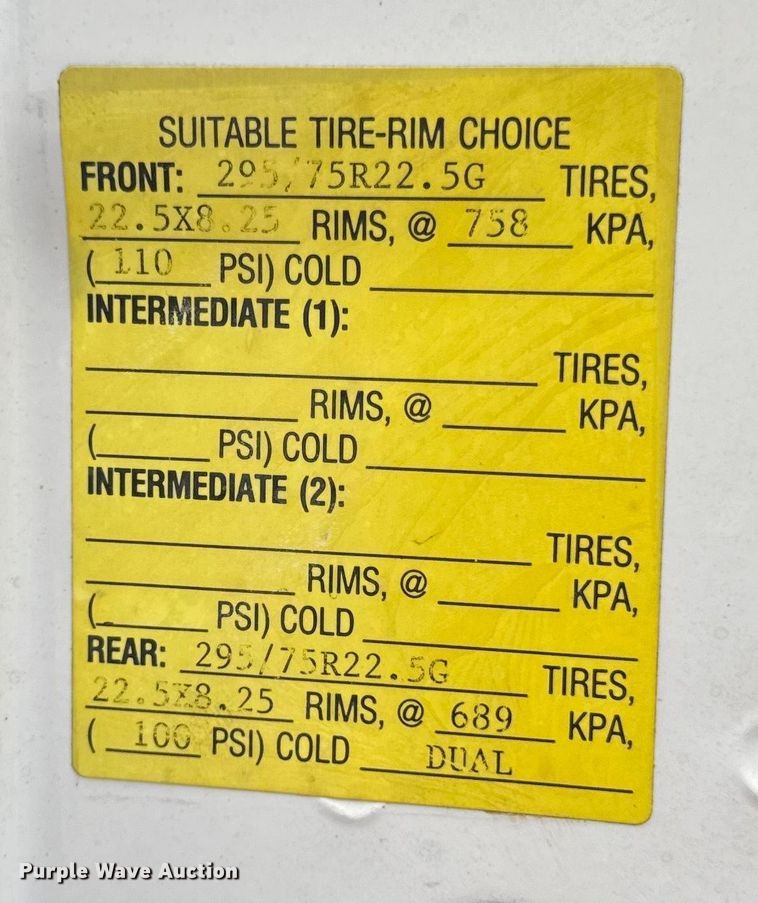 SUITABLE TIRE-RIM CHOICE
FRONT: 295/75R22.5G TIRES,
22.5X8.25 RIMS, @ 758 KPA,
( 110 PSI) COLD
INTERMEDIATE (1):
TIRES,
RIMS, @ KPA,
( PSI) COLD
INTERMEDIATE (2):
TIRES,
RIMS, @ KPA,
( PSI) COLD
REAR: 295/75R22.5G TIRES,
22.5X8.25 RIMS, @ 689 KPA,
( 100 PSI) COLD DUAL
Purple Wave Auction